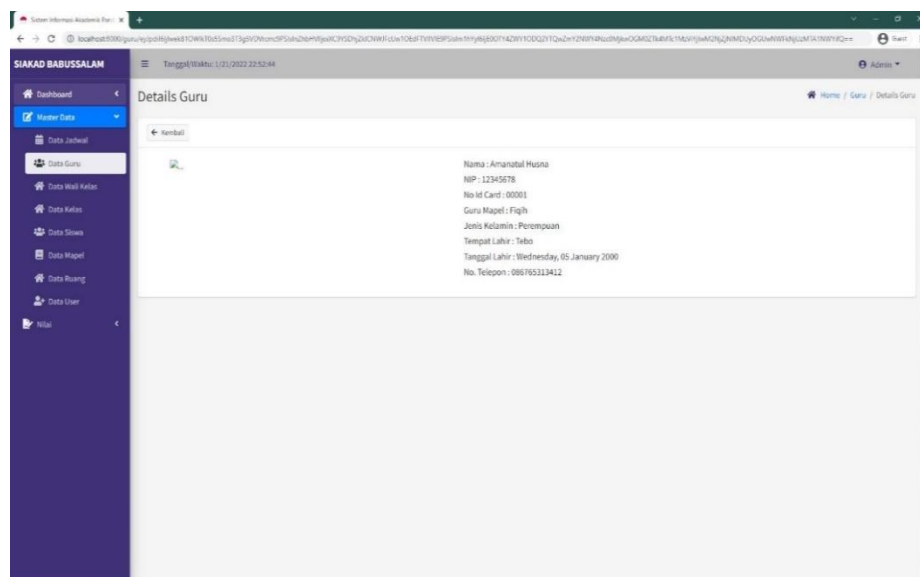 Sistem Informasi Akademik
SIAKAD BABUSSALAM
Tanggal/Waktu: 1/21/2022 22:52:44
Admin
Guest
Dashboard
Master Data
Data Jadwal
Data Guru
Data Wali Kelas
Data Kelas
Data Siswa
Data Mapel
Data Ruang
Data User
Nilai
Details Guru
Home / Guru / Details Guru
Kembali
Nama : Amanatul Husna
NIP : 12345678
No Id Card : 00001
Guru Mapel : Fiqih
Jenis Kelamin : Perempuan
Tempat Lahir : Tebo
Tanggal Lahir : Wednesday, 05 January 2000
No. Telepon : 086765313412